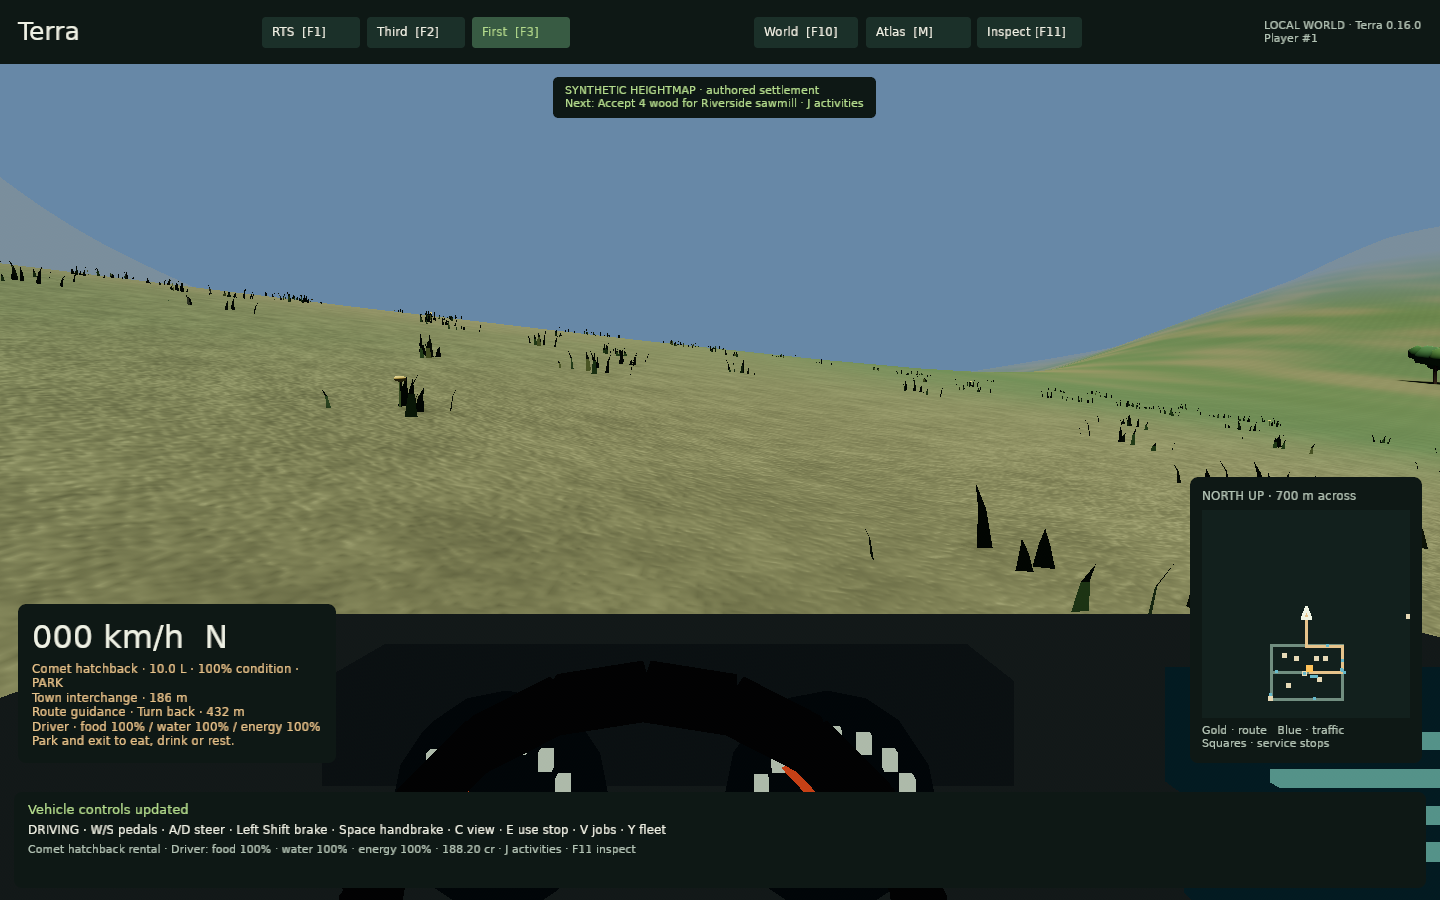 Terra
RTS [F1]
Third [F2]
First [F3]
World [F10]
Atlas [M]
Inspect [F11]
LOCAL WORLD · Terra 0.16.0
Player #1
SYNTHETIC HEIGHTMAP · authored settlement
Next: Accept 4 wood for Riverside sawmill · J activities
NORTH UP · 700 m across
Gold · route Blue · traffic
Squares · service stops
000 km/h N
Comet hatchback · 10.0 L · 100% condition ·
PARK
Town interchange · 186 m
Route guidance · Turn back · 432 m
Driver · food 100% / water 100% / energy 100%
Park and exit to eat, drink or rest.
Vehicle controls updated
DRIVING · W/S pedals · A/D steer · Left Shift brake · Space handbrake · C view · E use stop · V jobs · Y fleet
Comet hatchback rental · Driver: food 100% · water 100% · energy 100% · 188.20 cr · J activities · F11 inspect